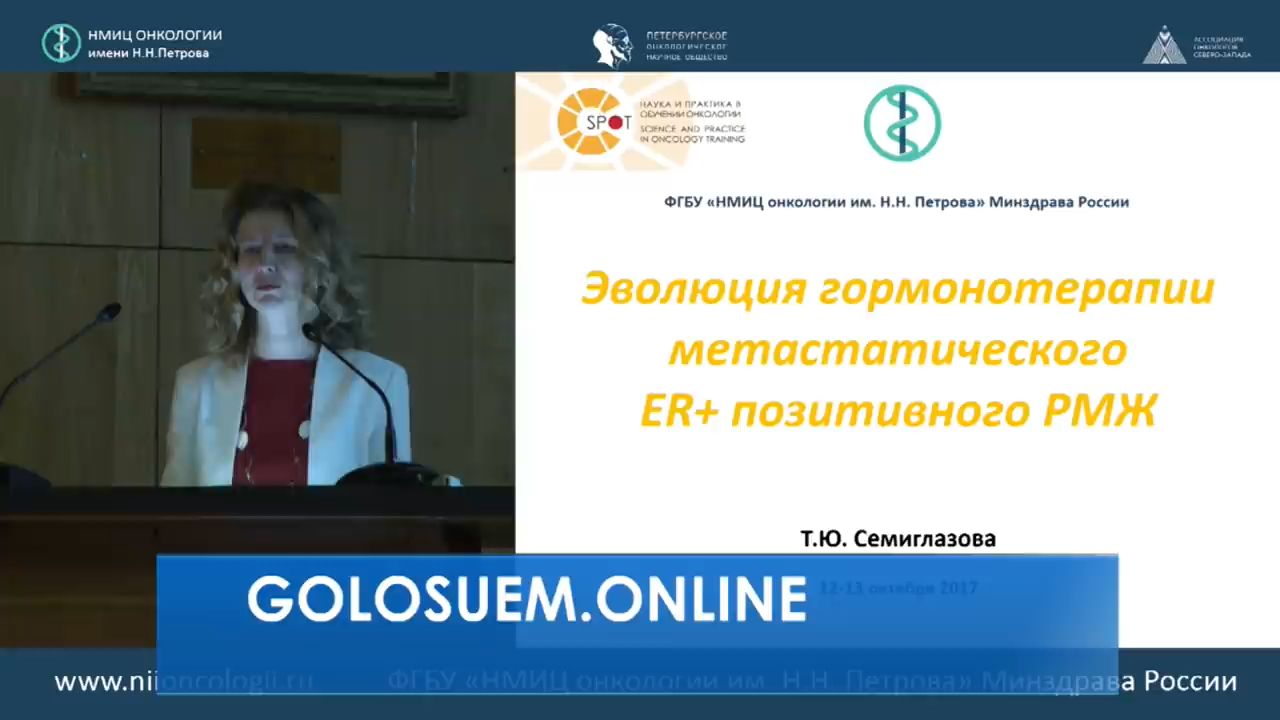 НМИЦ ОНКОЛОГИИ
имени Н.Н.Петрова
ПЕТЕРБУРГСКОЕ
ОНКОЛОГИЧЕСКОЕ
НАУЧНОЕ ОБЩЕСТВО
АССОЦИАЦИЯ
ОНКОЛОГОВ
СЕВЕРО-ЗАПАДА
SPOT
НАУКА И ПРАКТИКА В
ОБУЧЕНИИ ОНКОЛОГИИ
SCIENCE AND PRACTICE
IN ONCOLOGY TRAINING
ФГБУ «НМИЦ онкологии им. Н.Н. Петрова» Минздрава России
Эволюция гормонотерапии
метастатического
ER+ позитивного РМЖ
Т.Ю. Семиглазова
12-13 октября 2017
GOLOSUEM.ONLINE
www.niioncologii.ru ФГБУ «НМИЦ онкологии им. Н.Н. Петрова» Минздрава России